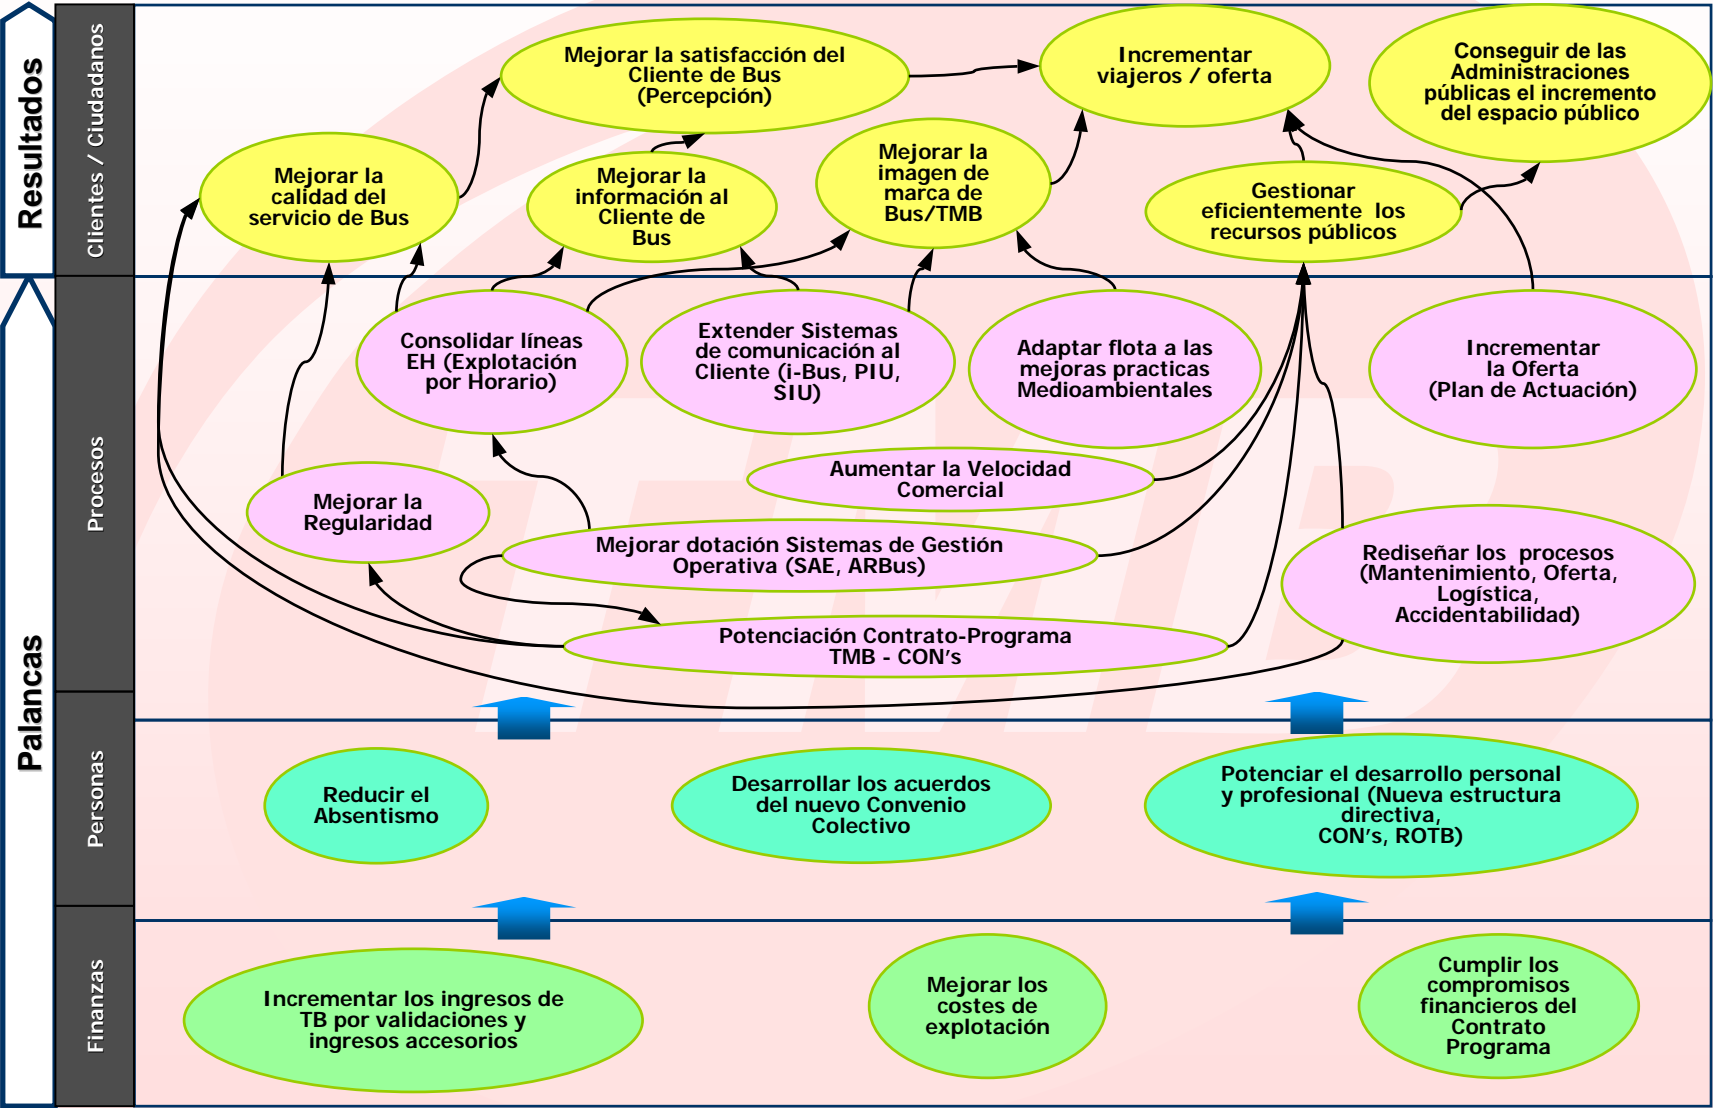 Resultados
Clientes / Ciudadanos
Mejorar la satisfacción del
Cliente de Bus
(Percepción)
Incrementar
viajeros / oferta
Conseguir de las
Administraciones
públicas el incremento
del espacio público
Mejorar la
calidad del
servicio de Bus
Mejorar la
información al
Cliente de
Bus
Mejorar la
imagen de
marca de
Bus/TMB
Gestionar
eficientemente los
recursos públicos
Palancas
Procesos
Consolidar líneas
EH (Explotación
por Horario)
Extender Sistemas
de comunicación al
Cliente (i-Bus, PIU,
SIU)
Adaptar flota a las
mejoras practicas
Medioambientales
Incrementar
la Oferta
(Plan de Actuación)
Aumentar la Velocidad
Comercial
Mejorar la
Regularidad
Mejorar dotación Sistemas de Gestión
Operativa (SAE, ARBus)
Rediseñar los procesos
(Mantenimiento, Oferta,
Logística,
Accidentabilidad)
Potenciación Contrato-Programa
TMB - CON's
TMB
Personas
Reducir el
Absentismo
Desarrollar los acuerdos
del nuevo Convenio
Colectivo
Potenciar el desarrollo personal
y profesional (Nueva estructura
directiva,
CON's, ROTB)
Finanzas
Incrementar los ingresos de
TB por validaciones y
ingresos accesorios
Mejorar los
costes de
explotación
Cumplir los
compromisos
financieros del
Contrato
Programa